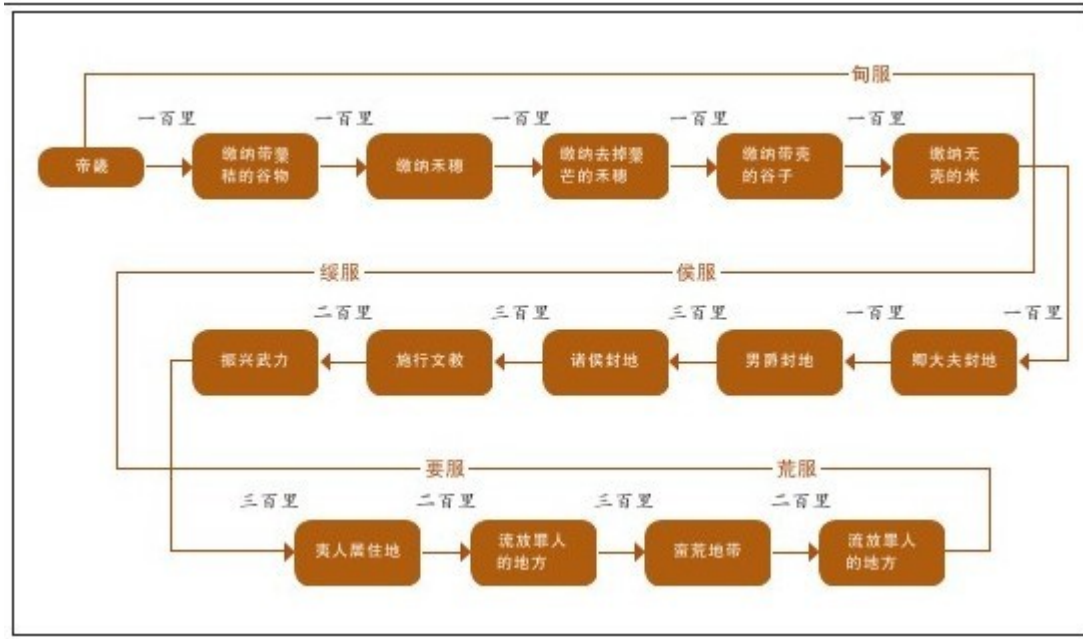 甸服
一百里
一百里
一百里
一百里
一百里
帝畿
缴纳带槀
秸的谷物
缴纳禾穗
缴纳去掉槀
芒的禾穗
缴纳带壳
的谷子
缴纳无
壳的米
绥服
侯服
二百里
三百里
三百里
一百里
一百里
振兴武力
施行文教
诸侯封地
男爵封地
卿大夫封地
要服
荒服
三百里
二百里
三百里
二百里
夷人居住地
流放罪人
的地方
蛮荒地带
流放罪人
的地方